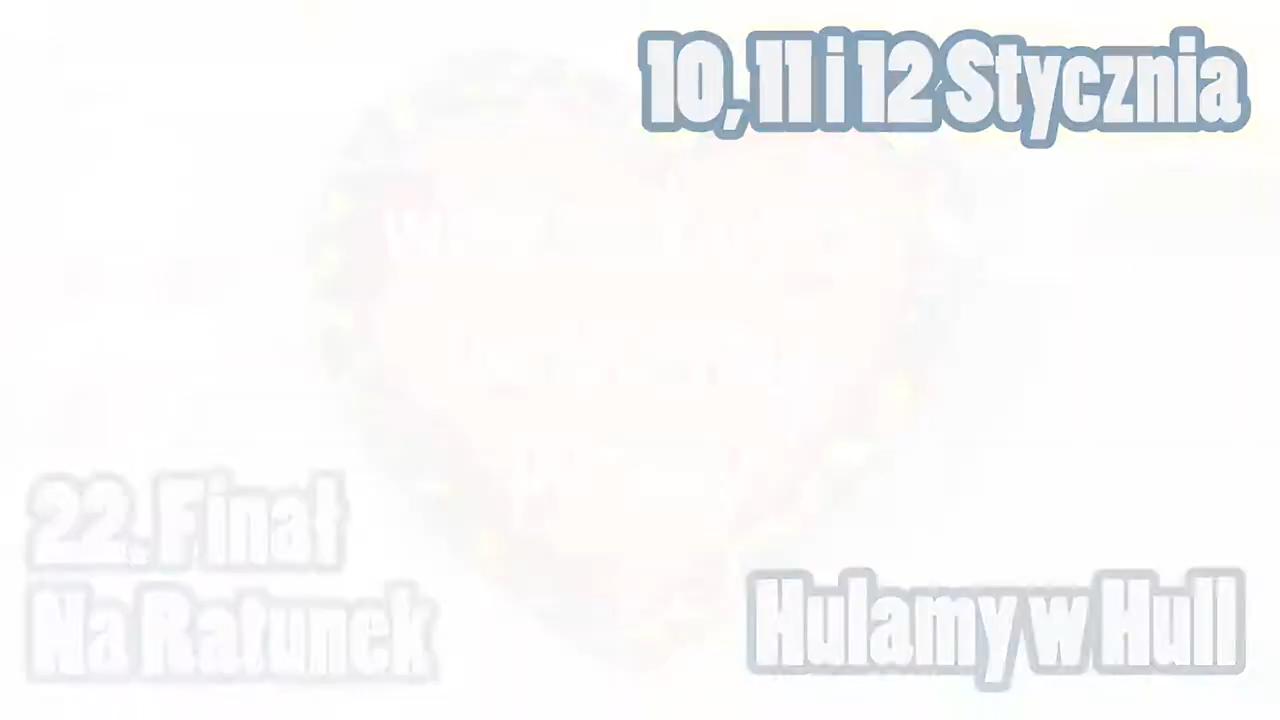 10, 11 i 12 Stycznia
22. Finał
Na Ratunek
Hulamy w Hull